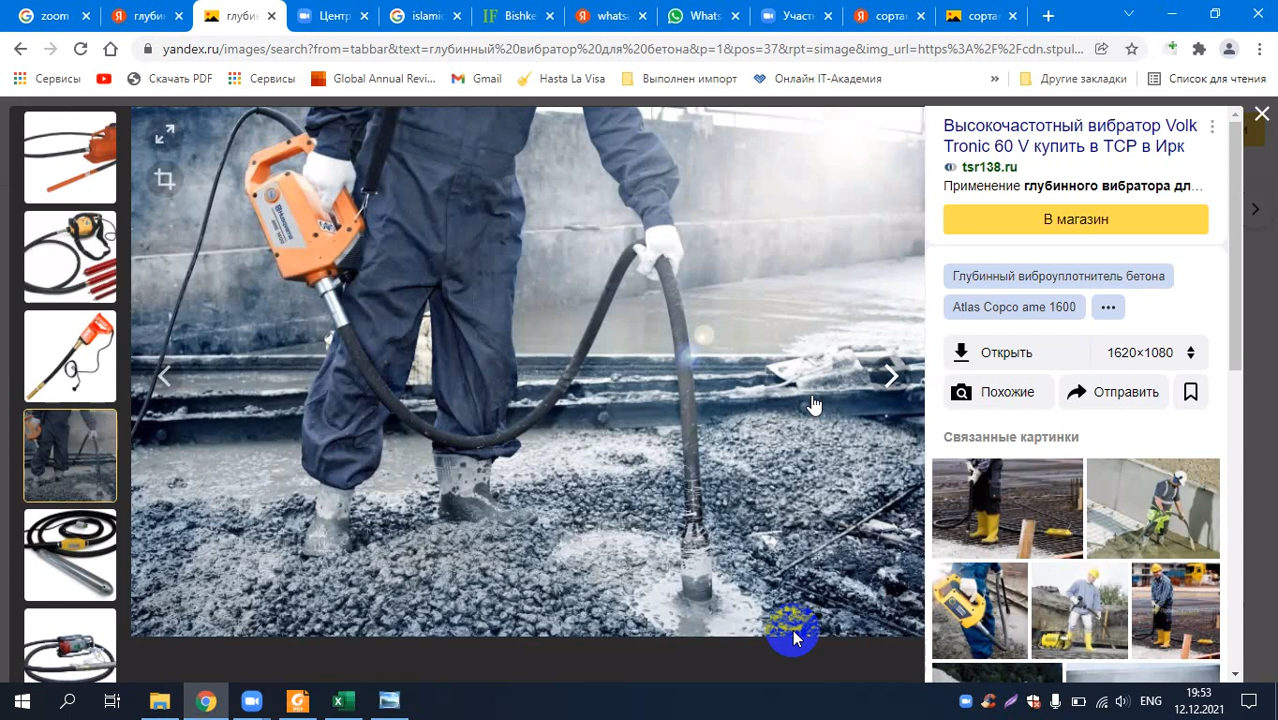 zoom
глубин
глубин
Центр
islamic
Bishke
whats
Whats
Участ
сорта
сорта
yandex.ru/images/search?from=tabbar&text=глубинный%20вибратор%20для%20бетона&p=1&pos=37&rpt=simage&img_url=https%3A%2F%2Fcdn.stpul...
Сервисы
Скачать PDF
Сервисы
Global Annual Revi...
Gmail
Hasta La Visa
Выполнен импорт
Онлайн IT-Академия
»
Другие закладки
Список для чтения
Высокочастотный вибратор Volk
Tronic 60 V купить в ТСР в Ирк
tsr138.ru
Применение глубинного вибратора дл...
В магазин
Глубинный виброуплотнитель бетона
Atlas Copco ame 1600
Открыть
1620×1080
Похожие
Отправить
Связанные картинки
Husqvarna
ENG
19:53
12.12.2021